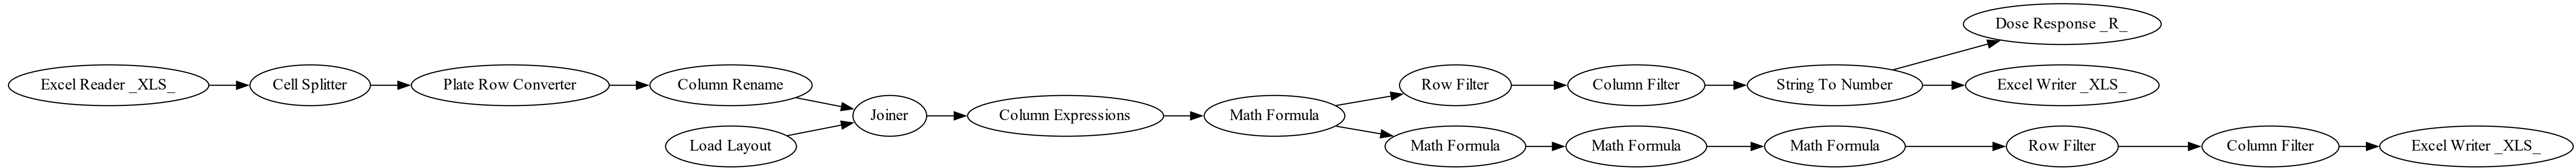 Excel Reader _XLS_
Cell Splitter
Plate Row Converter
Column Rename
Load Layout
Joiner
Column Expressions
Math Formula
Row Filter
Column Filter
String To Number
Dose Response _R_
Excel Writer _XLS_
Math Formula
Math Formula
Math Formula
Row Filter
Column Filter
Excel Writer _XLS_